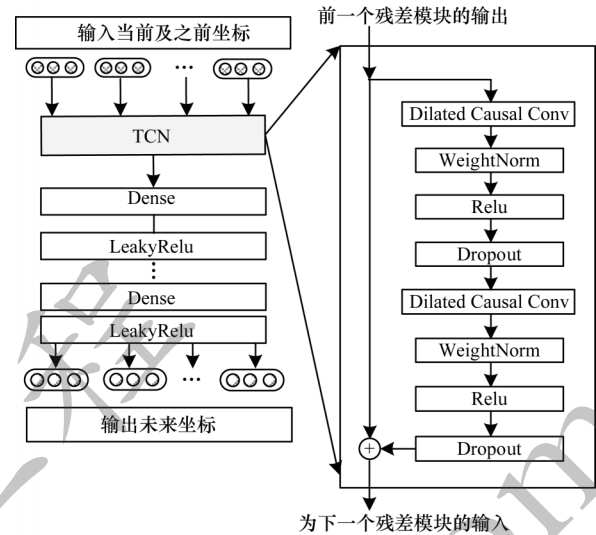 输入当前及之前坐标
...
TCN
Dense
LeakyRelu
⋮
Dense
LeakyRelu
...
输出未来坐标
前一个残差模块的输出
Dilated Causal Conv
WeightNorm
Relu
Dropout
Dilated Causal Conv
WeightNorm
Relu
Dropout
+
为下一个残差模块的输入
程